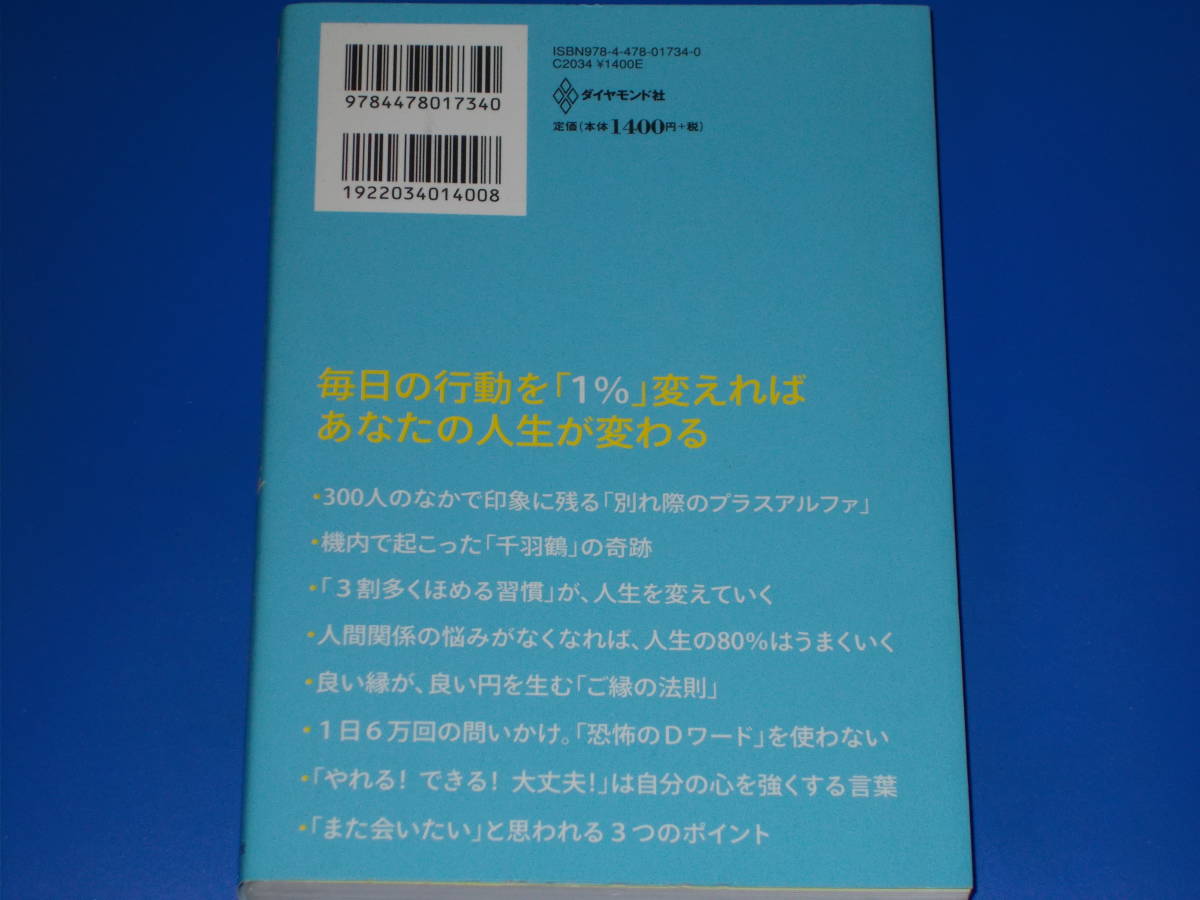 9784478017340
1922034014008
ISBN978-4-478-01734-0
C2034 ¥1400E
ダイヤモンド社
定価(本体1400円+税)
毎日の行動を「1%」変えれば
あなたの人生が変わる
・300人のなかで印象に残る「別れ際のプラスアルファ」
・機内で起こった「千羽鶴」の奇跡
・「3割多くほめる習慣」が、人生を変えていく
・人間関係の悩みがなくなれば、人生の80%はうまくいく
・良い縁が、良い円を生む「ご縁の法則」
・1日6万回の問いかけ。「恐怖のDワード」を使わない
・「やれる! できる! 大丈夫!」は自分の心を強くする言葉
・「また会いたい」と思われる3つのポイント